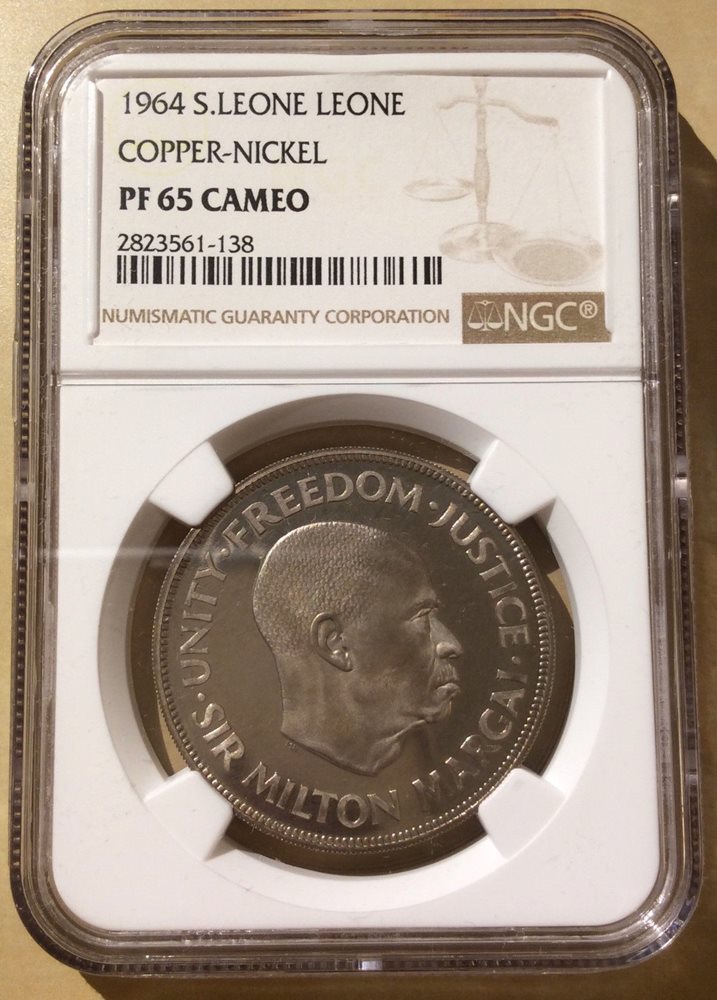 1964 S.LEONE LEONE
COPPER-NICKEL
PF 65 CAMEO
2823561-138
NUMISMATIC GUARANTY CORPORATION
NGC®
·UNITY·FREEDOM·JUSTICE·
SIR MILTON MARGAI